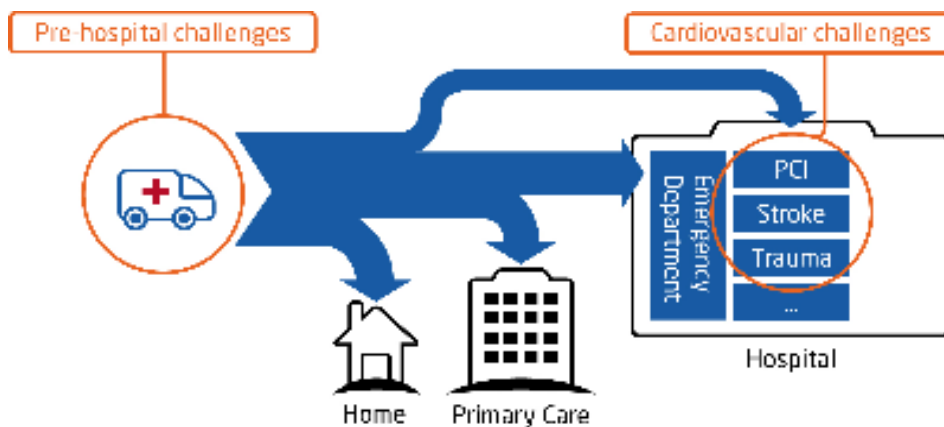 Pre-hospital challenges
Cardiovascular challenges
Emergency
Department
PCI
Stroke
Trauma
...
Hospital
Home
Primary Care